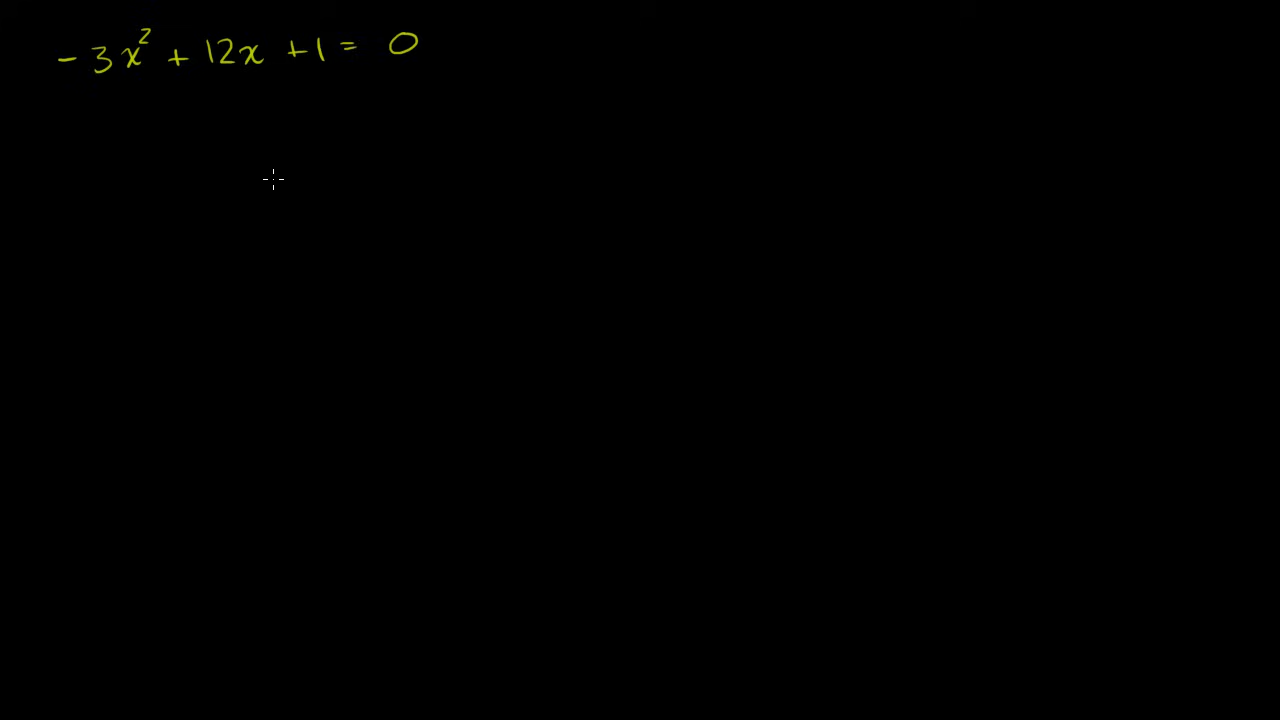 -3x² + 12x + 1 = 0